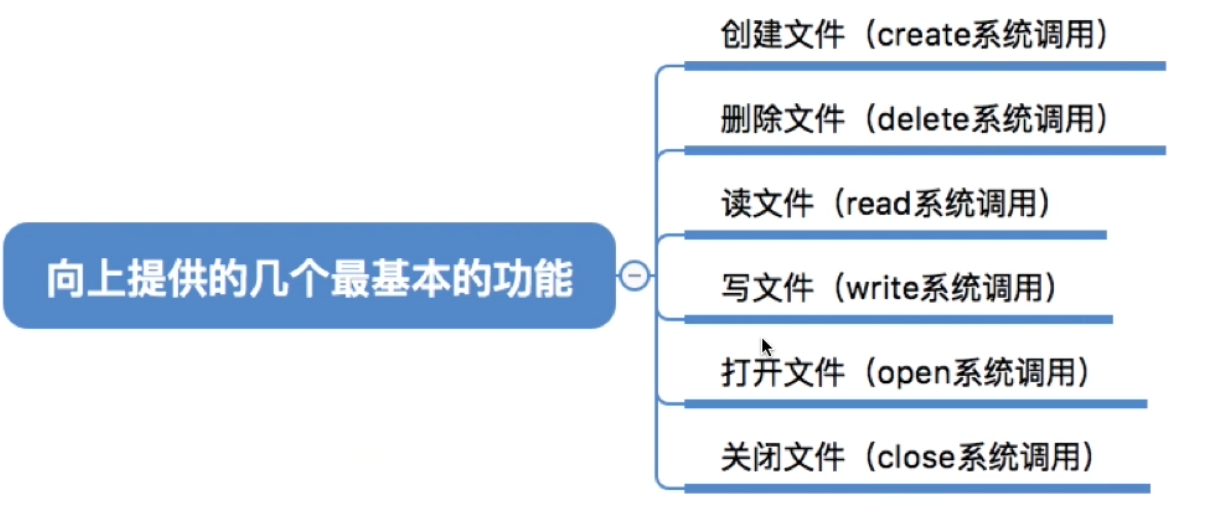 向上提供的几个最基本的功能
创建文件（create系统调用）
删除文件（delete系统调用）
读文件（read系统调用）
写文件（write系统调用）
打开文件（open系统调用）
关闭文件（close系统调用）